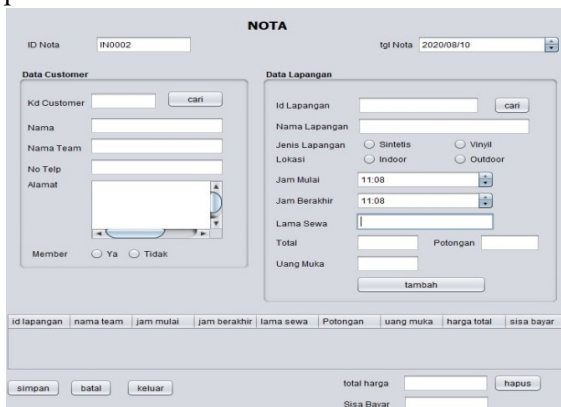 NOTA
ID Nota IN0002 tgl Nota 2020/08/10
Data Customer
Kd Customer cari
Nama
Nama Team
No Telp
Alamat
Member Ya Tidak
Data Lapangan
Id Lapangan cari
Nama Lapangan
Jenis Lapangan Sintetis Vinyil
Lokasi Indoor Outdoor
Jam Mulai 11:08
Jam Berakhir 11:08
Lama Sewa
Total Potongan
Uang Muka
tambah
id lapangan nama team jam mulai jam berakhir lama sewa Potongan uang muka harga total sisa bayar
simpan batal keluar total harga hapus
Sisa Bayar